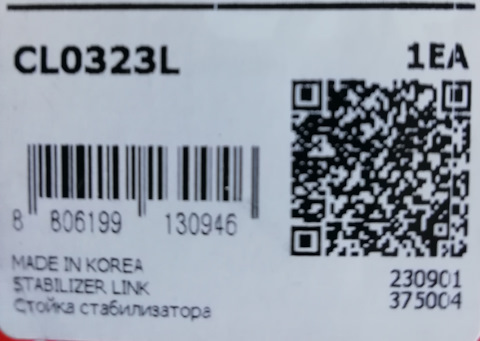 CL0323L
1EA
8 806199 130946
MADE IN KOREA
STABILIZER LINK
Стойка стабилизатора
230901
375004